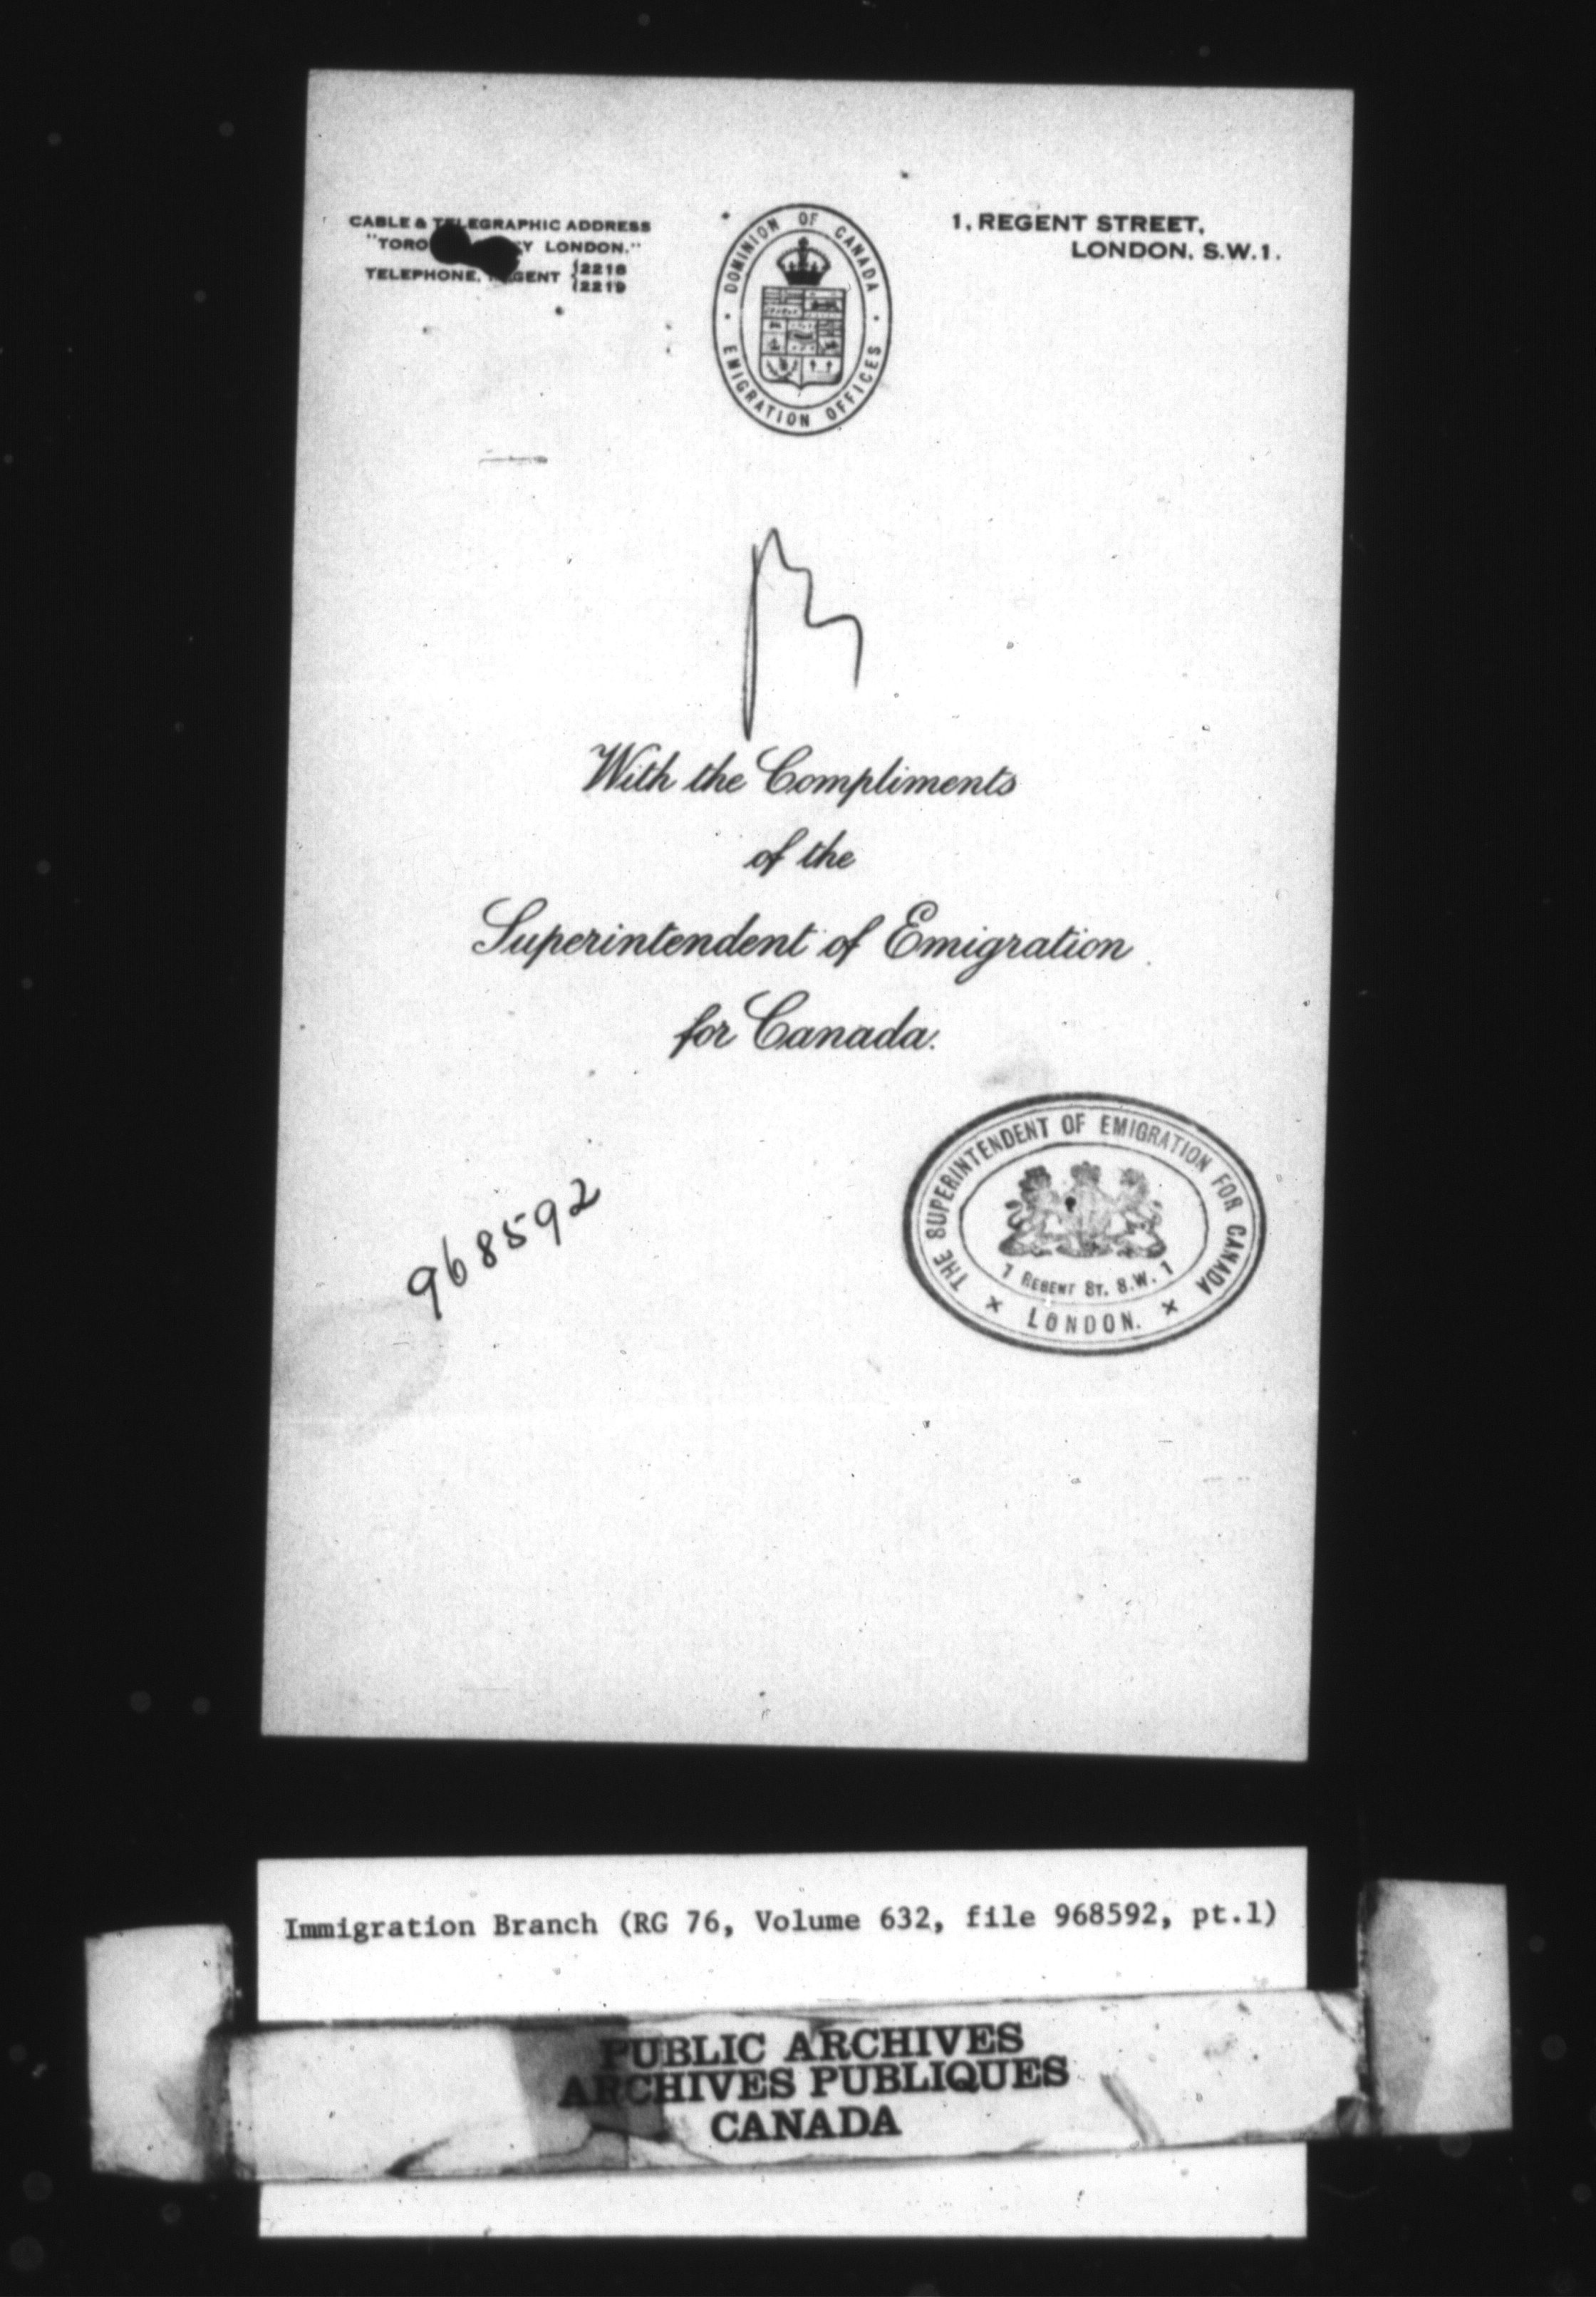 CABLE & TELEGRAPHIC ADDRESS
LONDON."
TELEPHONE, REGENT {2218
{2219
DOMINION OF CANADA
EMIGRATION OFFICES
1, REGENT STREET,
LONDON, S.W.1.
With the Compliments
of the
Superintendent of Emigration
for Canada.
968592
THE SUPERINTENDENT OF EMIGRATION FOR CANADA
1 REGENT ST. S.W. 1
× LONDON. ×
Immigration Branch (RG 76, Volume 632, file 968592, pt.1)
PUBLIC ARCHIVES
ARCHIVES PUBLIQUES
CANADA